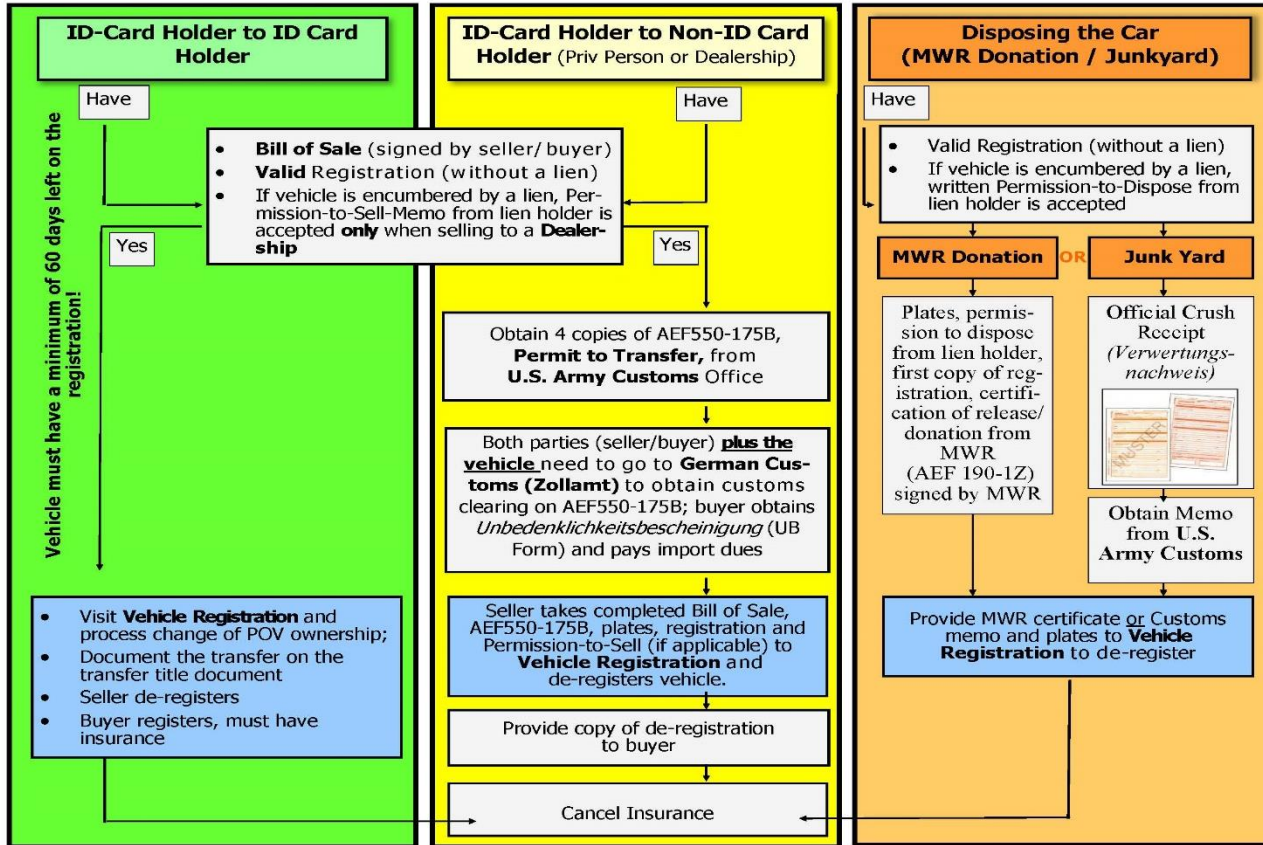 ID-Card Holder to ID Card
Holder
Have
Vehicle must have a minimum of 60 days left on the
registration!
ID-Card Holder to Non-ID Card
Holder (Priv Person or Dealership)
Have
• Bill of Sale (signed by seller/buyer)
• Valid Registration (without a lien)
• If vehicle is encumbered by a lien, Per-
mission-to-Sell-Memo from lien holder is
accepted only when selling to a Dealer-
ship
Yes
Yes
• Visit Vehicle Registration and
process change of POV ownership;
• Document the transfer on the
transfer title document
• Seller de-registers
• Buyer registers, must have
insurance
Obtain 4 copies of AEF550-175B,
Permit to Transfer, from
U.S. Army Customs Office
Both parties (seller/buyer) plus the
vehicle need to go to German Cus-
toms (Zollamt) to obtain customs
clearing on AEF550-175B; buyer obtains
Unbedenklichkeitsbescheinigung (UB
Form) and pays import dues
Seller takes completed Bill of Sale,
AEF550-175B, plates, registration and
Permission-to-Sell (if applicable) to
Vehicle Registration and
de-registers vehicle.
Provide copy of de-registration
to buyer
Cancel Insurance
Disposing the Car
(MWR Donation / Junkyard)
Have
• Valid Registration (without a lien)
• If vehicle is encumbered by a lien,
written Permission-to-Dispose from
lien holder is accepted
MWR Donation
OR
Junk Yard
Plates, permis-
sion to dispose
from lien holder,
first copy of reg-
istration, certifi-
cation of release/
donation from
MWR
(AEF 190-1Z)
signed by MWR
Official Crush
Receipt
(Verwertungs-
nachweis)
MUSTER
Obtain Memo
from U.S.
Army Customs
Provide MWR certificate or Customs
memo and plates to Vehicle
Registration to de-register